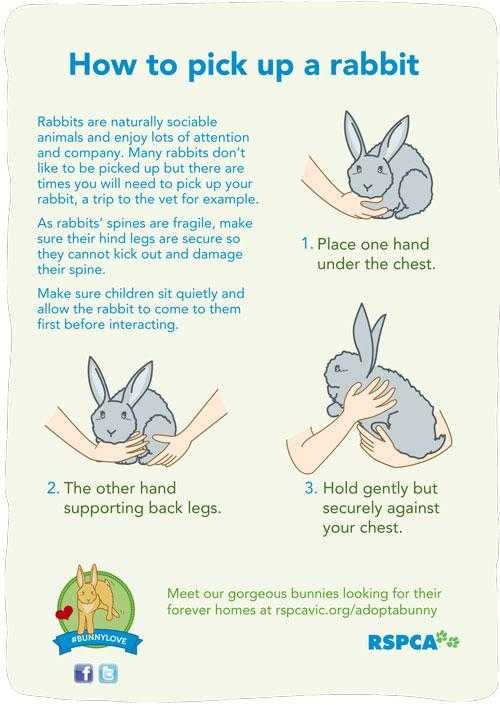 How to pick up a rabbit
Rabbits are naturally sociable
animals and enjoy lots of attention
and company. Many rabbits don't
like to be picked up but there are
times you will need to pick up your
rabbit, a trip to the vet for example.
As rabbits' spines are fragile, make
sure their hind legs are secure so
they cannot kick out and damage
their spine.
Make sure children sit quietly and
allow the rabbit to come to them
first before interacting.
1. Place one hand
under the chest.
2. The other hand
supporting back legs.
3. Hold gently but
securely against
your chest.
#BUNNYLOVE
Meet our gorgeous bunnies looking for their
forever homes at rspcavic.org/adoptabunny
RSPCA